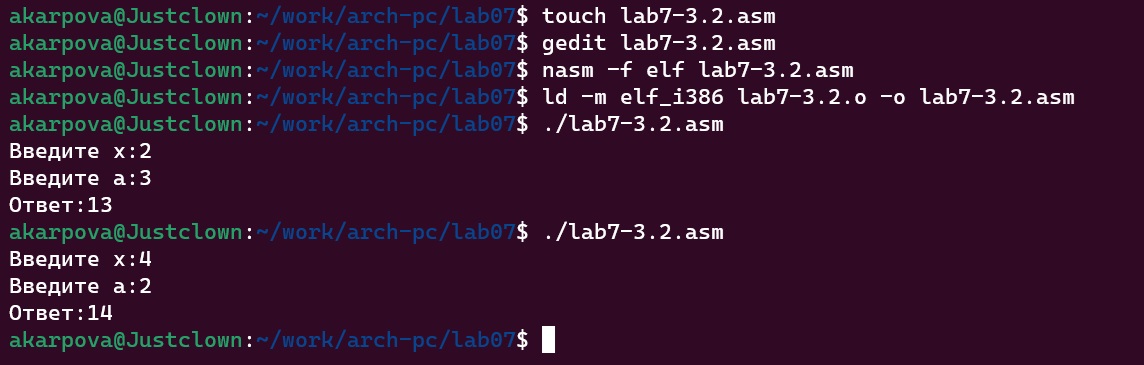 akarpova@Justclown:~/work/arch-pc/lab07$ touch lab7-3.2.asm
akarpova@Justclown:~/work/arch-pc/lab07$ gedit lab7-3.2.asm
akarpova@Justclown:~/work/arch-pc/lab07$ nasm -f elf lab7-3.2.asm
akarpova@Justclown:~/work/arch-pc/lab07$ ld -m elf_i386 lab7-3.2.o -o lab7-3.2.asm
akarpova@Justclown:~/work/arch-pc/lab07$ ./lab7-3.2.asm
Введите x:2
Введите a:3
Ответ:13
akarpova@Justclown:~/work/arch-pc/lab07$ ./lab7-3.2.asm
Введите x:4
Введите a:2
Ответ:14
akarpova@Justclown:~/work/arch-pc/lab07$